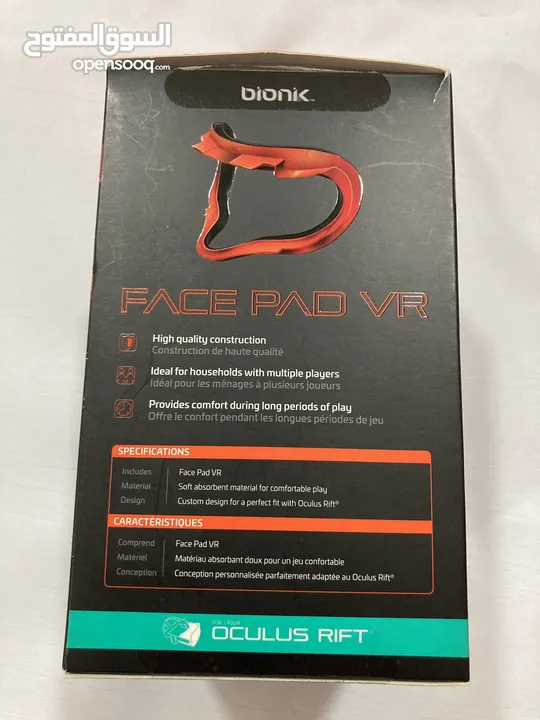 السوق المفتوح
opensooq.com
bionik™
FACE PAD VR
High quality construction
Construction de haute qualité
Ideal for households with multiple players
Idéal pour les ménages à plusieurs joueurs
Provides comfort during long periods of play
Offre le confort pendant les longues périodes de jeu
SPECIFICATIONS
Includes Face Pad VR
Material Soft absorbent material for comfortable play
Design Custom design for a perfect fit with Oculus Rift®
CARACTÉRISTIQUES
Comprend Face Pad VR
Matériel Matériau absorbant doux pour un jeu confortable
Conception Conception personnalisée parfaitement adaptée au Oculus Rift®
FOR • POUR
OCULUS RIFT